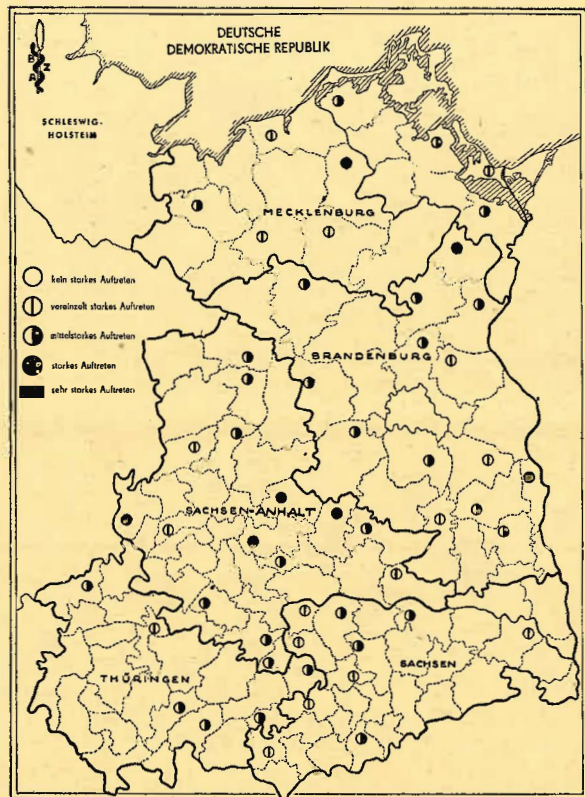 DEUTSCHE
DEMOKRATISCHE REPUBLIK
B
Z
A
SCHLESWIG-
HOLSTEIN
MECKLENBURG
kein starkes Auftreten
vereinzelt starkes Auftreten
mittelstarkes Auftreten
starkes Auftreten
sehr starkes Auftreten
BRANDENBURG
SACHSEN-ANHALT
SACHSEN
THÜRINGEN